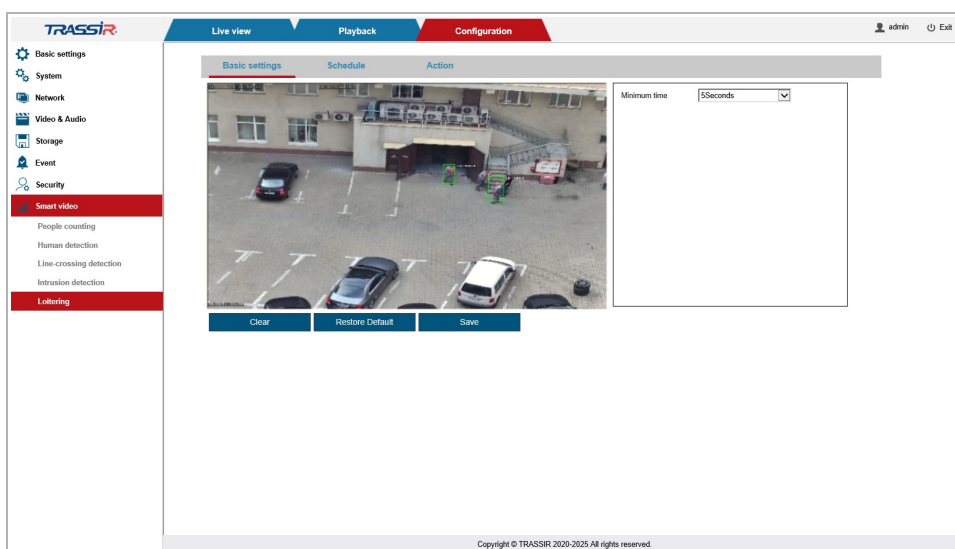 TRASSIR
Live view
Playback
Configuration
admin
Exit
Basic settings
System
Network
Video & Audio
Storage
Event
Security
Smart video
People counting
Human detection
Line-crossing detection
Intrusion detection
Loitering
Basic settings
Schedule
Action
Minimum time
5Seconds
Clear
Restore Default
Save
Copyright © TRASSIR 2020-2025 All rights reserved.